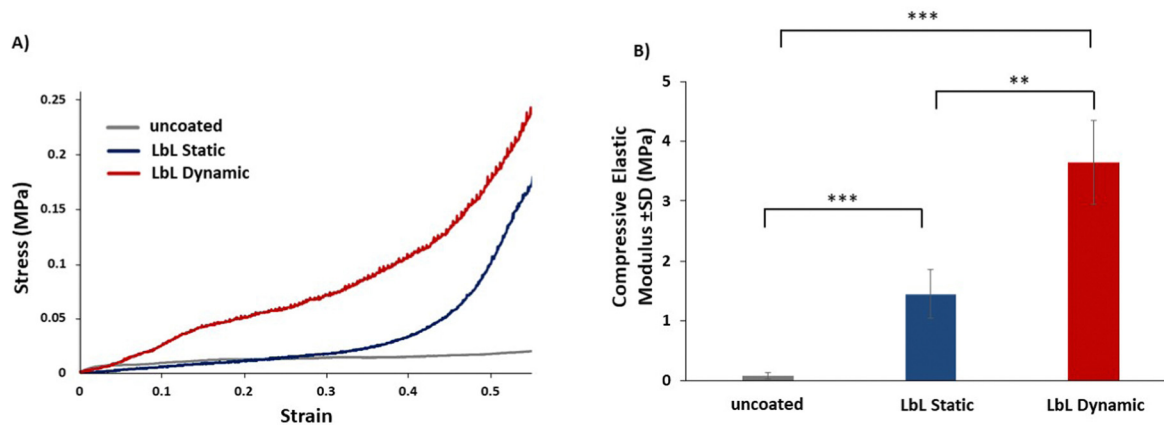 A)
Stress (MPa)
0.25
0.2
0.15
0.1
0.05
0
uncoated
LbL Static
LbL Dynamic
0 0.1 0.2 0.3 0.4 0.5
Strain
B)
***
**
***
Compressive Elastic
Modulus ±SD (MPa)
5
4
3
2
1
0
uncoated LbL Static LbL Dynamic